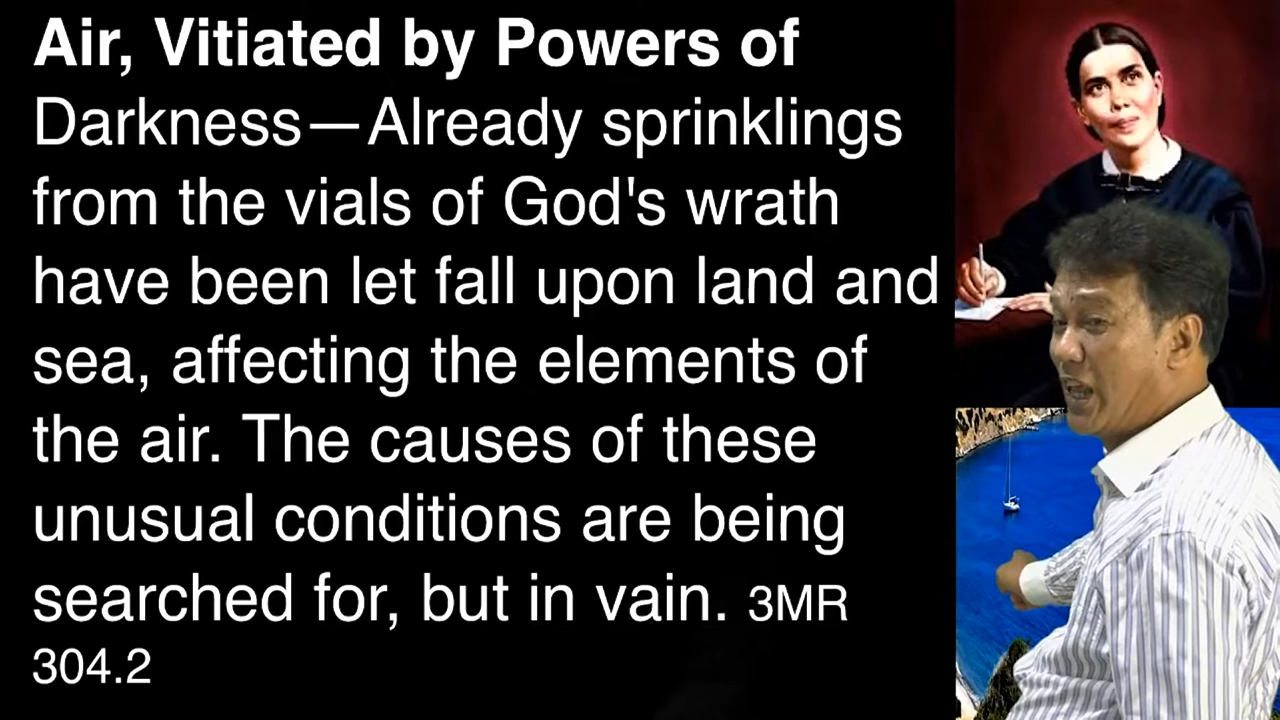 Air, Vitiated by Powers of
Darkness—Already sprinklings
from the vials of God's wrath
have been let fall upon land and
sea, affecting the elements of
the air. The causes of these
unusual conditions are being
searched for, but in vain. 3MR
304.2